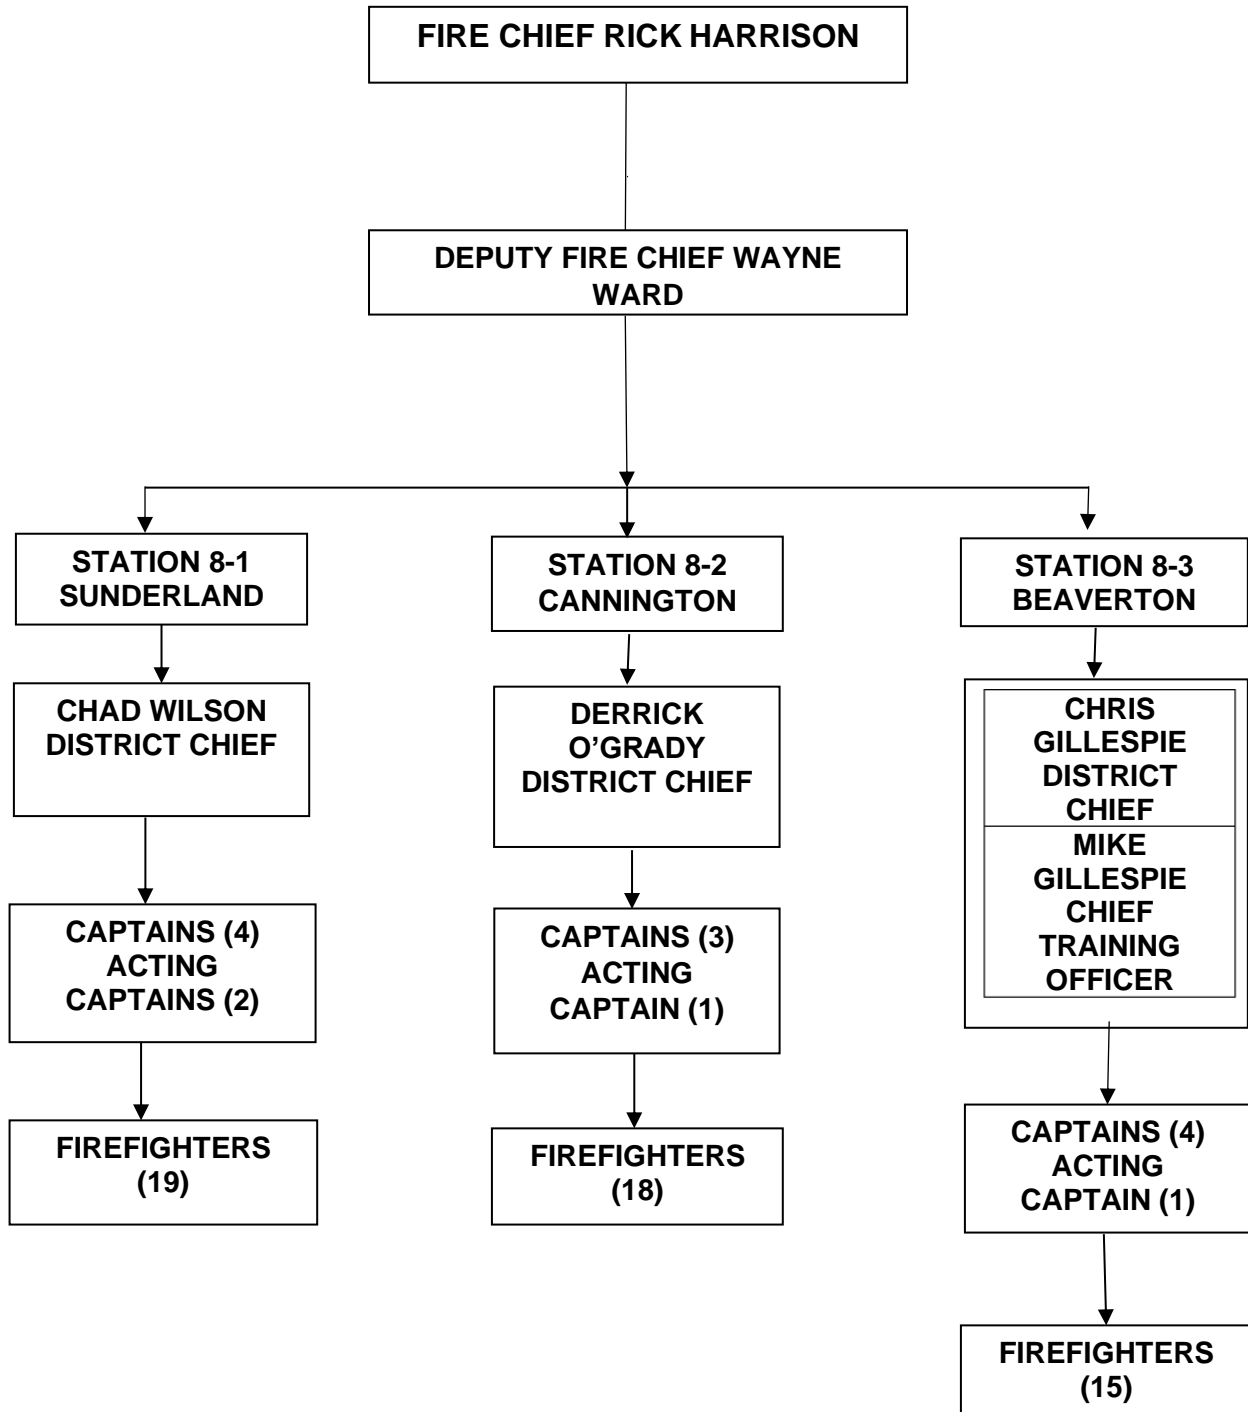 FIRE CHIEF RICK HARRISON
DEPUTY FIRE CHIEF WAYNE
WARD
STATION 8-1
SUNDERLAND
CHAD WILSON
DISTRICT CHIEF
CAPTAINS (4)
ACTING
CAPTAINS (2)
FIREFIGHTERS
(19)
STATION 8-2
CANNINGTON
DERRICK
O’GRADY
DISTRICT CHIEF
CAPTAINS (3)
ACTING
CAPTAIN (1)
FIREFIGHTERS
(18)
STATION 8-3
BEAVERTON
CHRIS
GILLESPIE
DISTRICT
CHIEF
MIKE
GILLESPIE
CHIEF
TRAINING
OFFICER
CAPTAINS (4)
ACTING
CAPTAIN (1)
FIREFIGHTERS
(15)